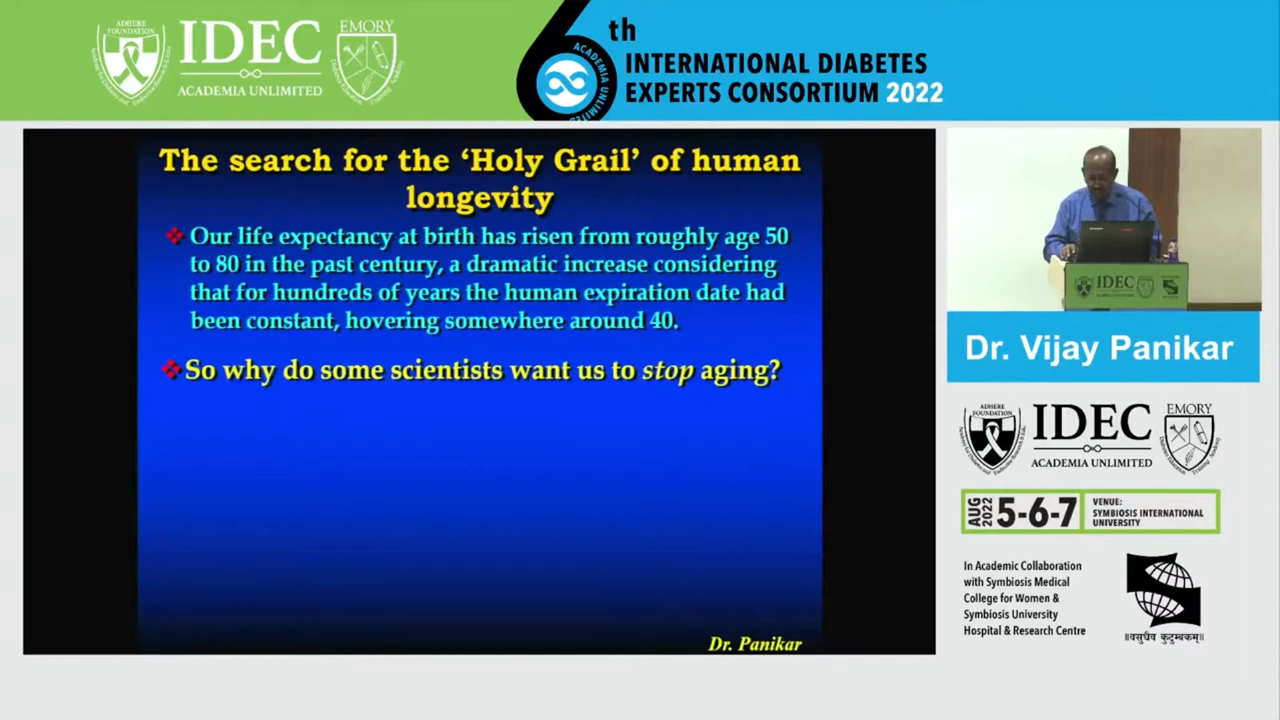 ADHERE
FOUNDATION
IDEC
ACADEMIA UNLIMITED
EMORY
6th
ACADEMIA UNLIMITED
INTERNATIONAL DIABETES
EXPERTS CONSORTIUM 2022
The search for the ‘Holy Grail’ of human
longevity
Our life expectancy at birth has risen from roughly age 50
to 80 in the past century, a dramatic increase considering
that for hundreds of years the human expiration date had
been constant, hovering somewhere around 40.
So why do some scientists want us to stop aging?
Dr. Panikar
IDEC
Dr. Vijay Panikar
ADHERE
FOUNDATION
IDEC
ACADEMIA UNLIMITED
EMORY
AUG
2022
5-6-7
VENUE:
SYMBIOSIS INTERNATIONAL
UNIVERSITY
In Academic Collaboration
with Symbiosis Medical
College for Women &
Symbiosis University
Hospital & Research Centre
॥वसुधैव कुटुम्बकम्॥